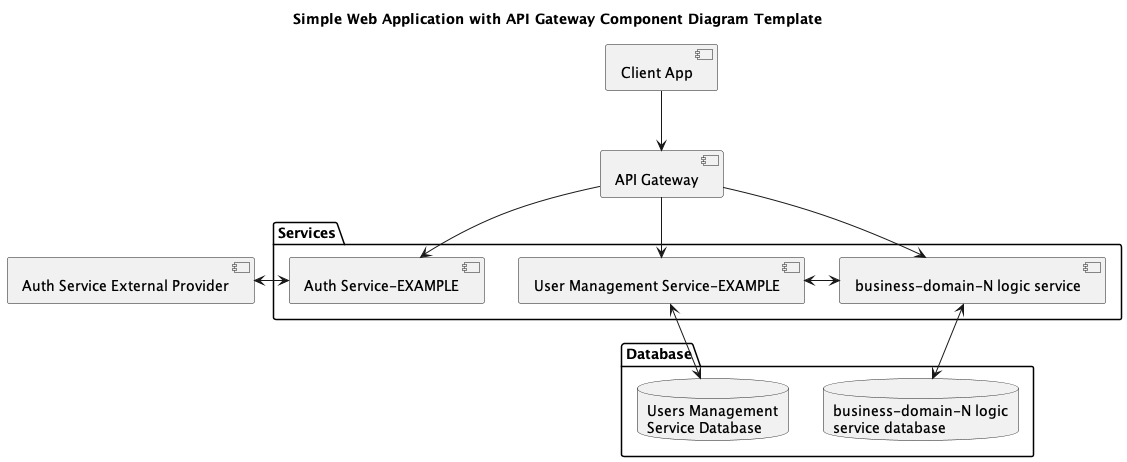 Simple Web Application with API Gateway Component Diagram Template
Client App
API Gateway
Services
Auth Service External Provider
Auth Service-EXAMPLE
User Management Service-EXAMPLE
business-domain-N logic service
Database
Users Management
Service Database
business-domain-N logic
service database